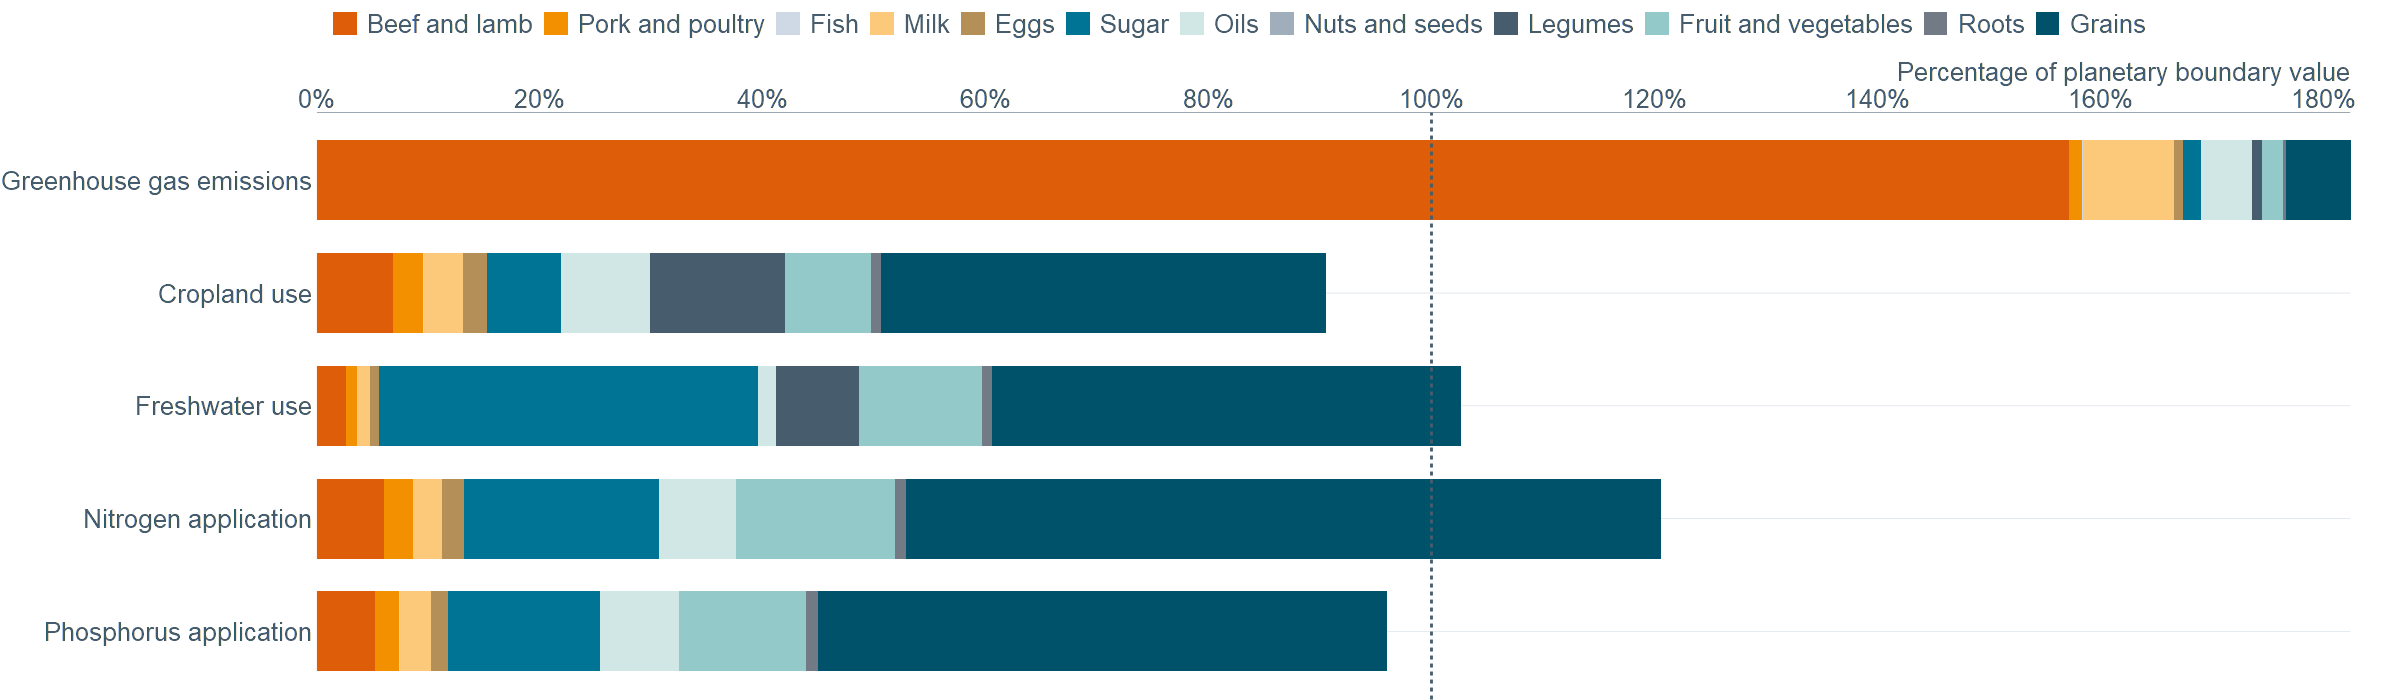 Beef and lamb Pork and poultry Fish Milk Eggs Sugar Oils Nuts and seeds Legumes Fruit and vegetables Roots Grains
Percentage of planetary boundary value
0% 20% 40% 60% 80% 100% 120% 140% 160% 180%
Greenhouse gas emissions
Cropland use
Freshwater use
Nitrogen application
Phosphorus application